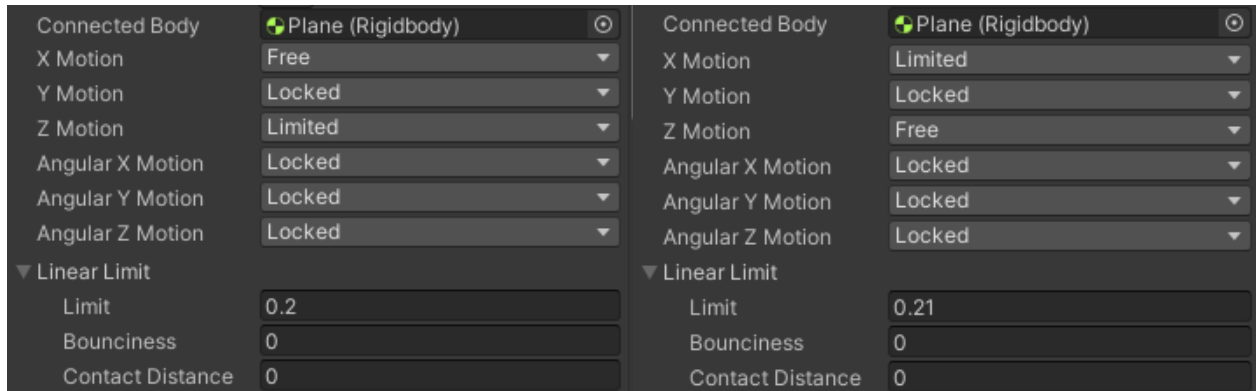 Connected Body Plane (Rigidbody)
X Motion Free
Y Motion Locked
Z Motion Limited
Angular X Motion Locked
Angular Y Motion Locked
Angular Z Motion Locked
Linear Limit
Limit 0.2
Bounciness 0
Contact Distance 0
Connected Body Plane (Rigidbody)
X Motion Limited
Y Motion Locked
Z Motion Free
Angular X Motion Locked
Angular Y Motion Locked
Angular Z Motion Locked
Linear Limit
Limit 0.21
Bounciness 0
Contact Distance 0